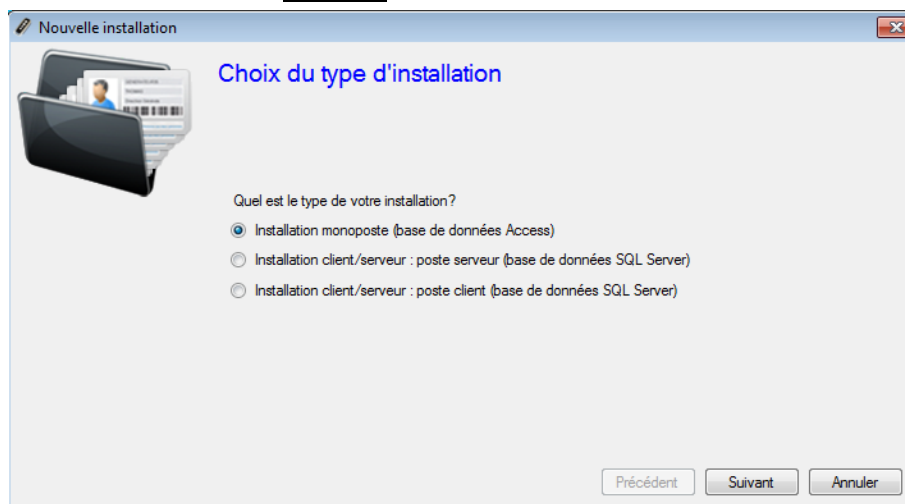 Nouvelle installation
Choix du type d'installation
Quel est le type de votre installation?
Installation monoposte (base de données Access)
Installation client/serveur : poste serveur (base de données SQL Server)
Installation client/serveur : poste client (base de données SQL Server)
Précédent Suivant Annuler